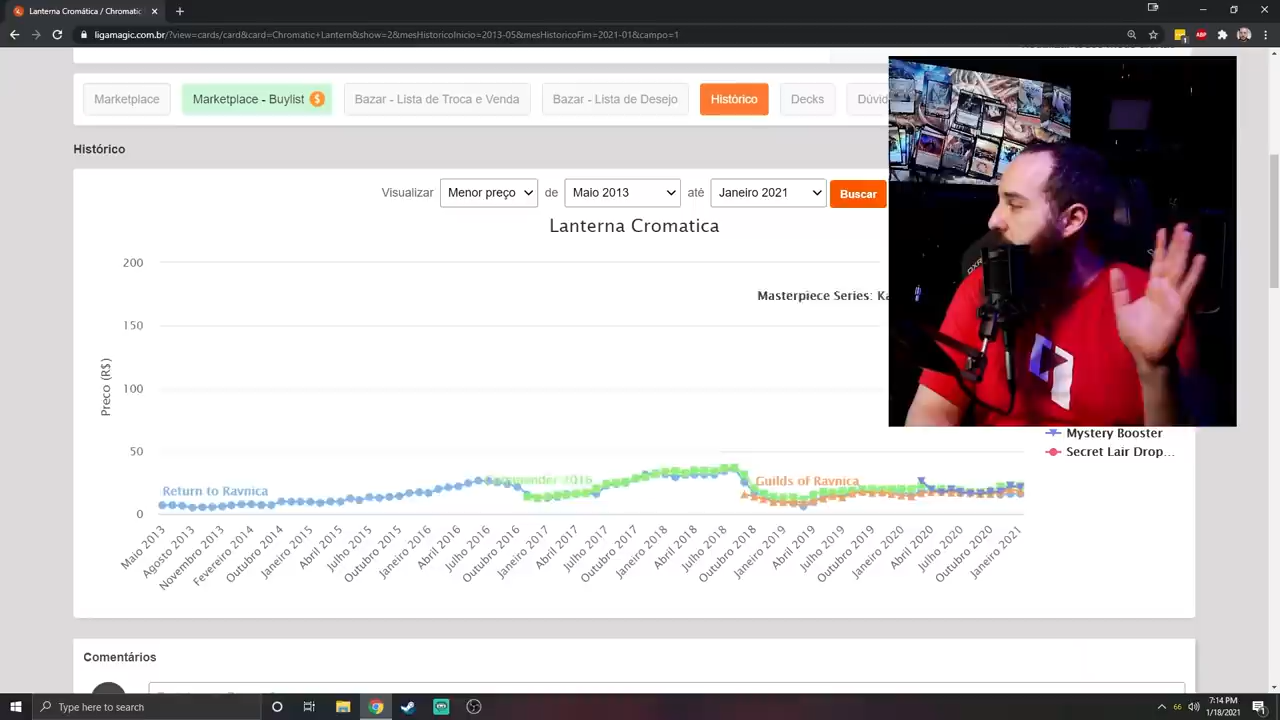 Lanterna Cromática / Chromatic
ligamagic.com.br/?view=cards/card&card=Chromatic+Lantern&show=2&mesHistoricoInicio=2013-05&mesHistoricoFim=2021-01&campo=1
Marketplace
Marketplace - Buylist $
Bazar - Lista de Troca e Venda
Bazar - Lista de Desejo
Histórico
Decks
Dúvid
Histórico
Visualizar Menor preço de Maio 2013 até Janeiro 2021 Buscar
Lanterna Cromatica
200
Masterpiece Series: Ka
150
Preco (R$)
100
Mystery Booster
50
Secret Lair Drop...
Commander 2016
Guilds of Ravnica
Return to Ravnica
0
Maio 2013
Agosto 2013
Novembro 2013
Fevereiro 2014
Outubro 2014
Janeiro 2015
Abril 2015
Julho 2015
Outubro 2015
Janeiro 2016
Abril 2016
Julho 2016
Outubro 2016
Janeiro 2017
Abril 2017
Julho 2017
Outubro 2017
Janeiro 2018
Abril 2018
Julho 2018
Outubro 2018
Janeiro 2019
Abril 2019
Julho 2019
Outubro 2019
Janeiro 2020
Abril 2020
Julho 2020
Outubro 2020
Janeiro 2021
Comentários
Type here to search
66
7:14 PM
1/18/2021